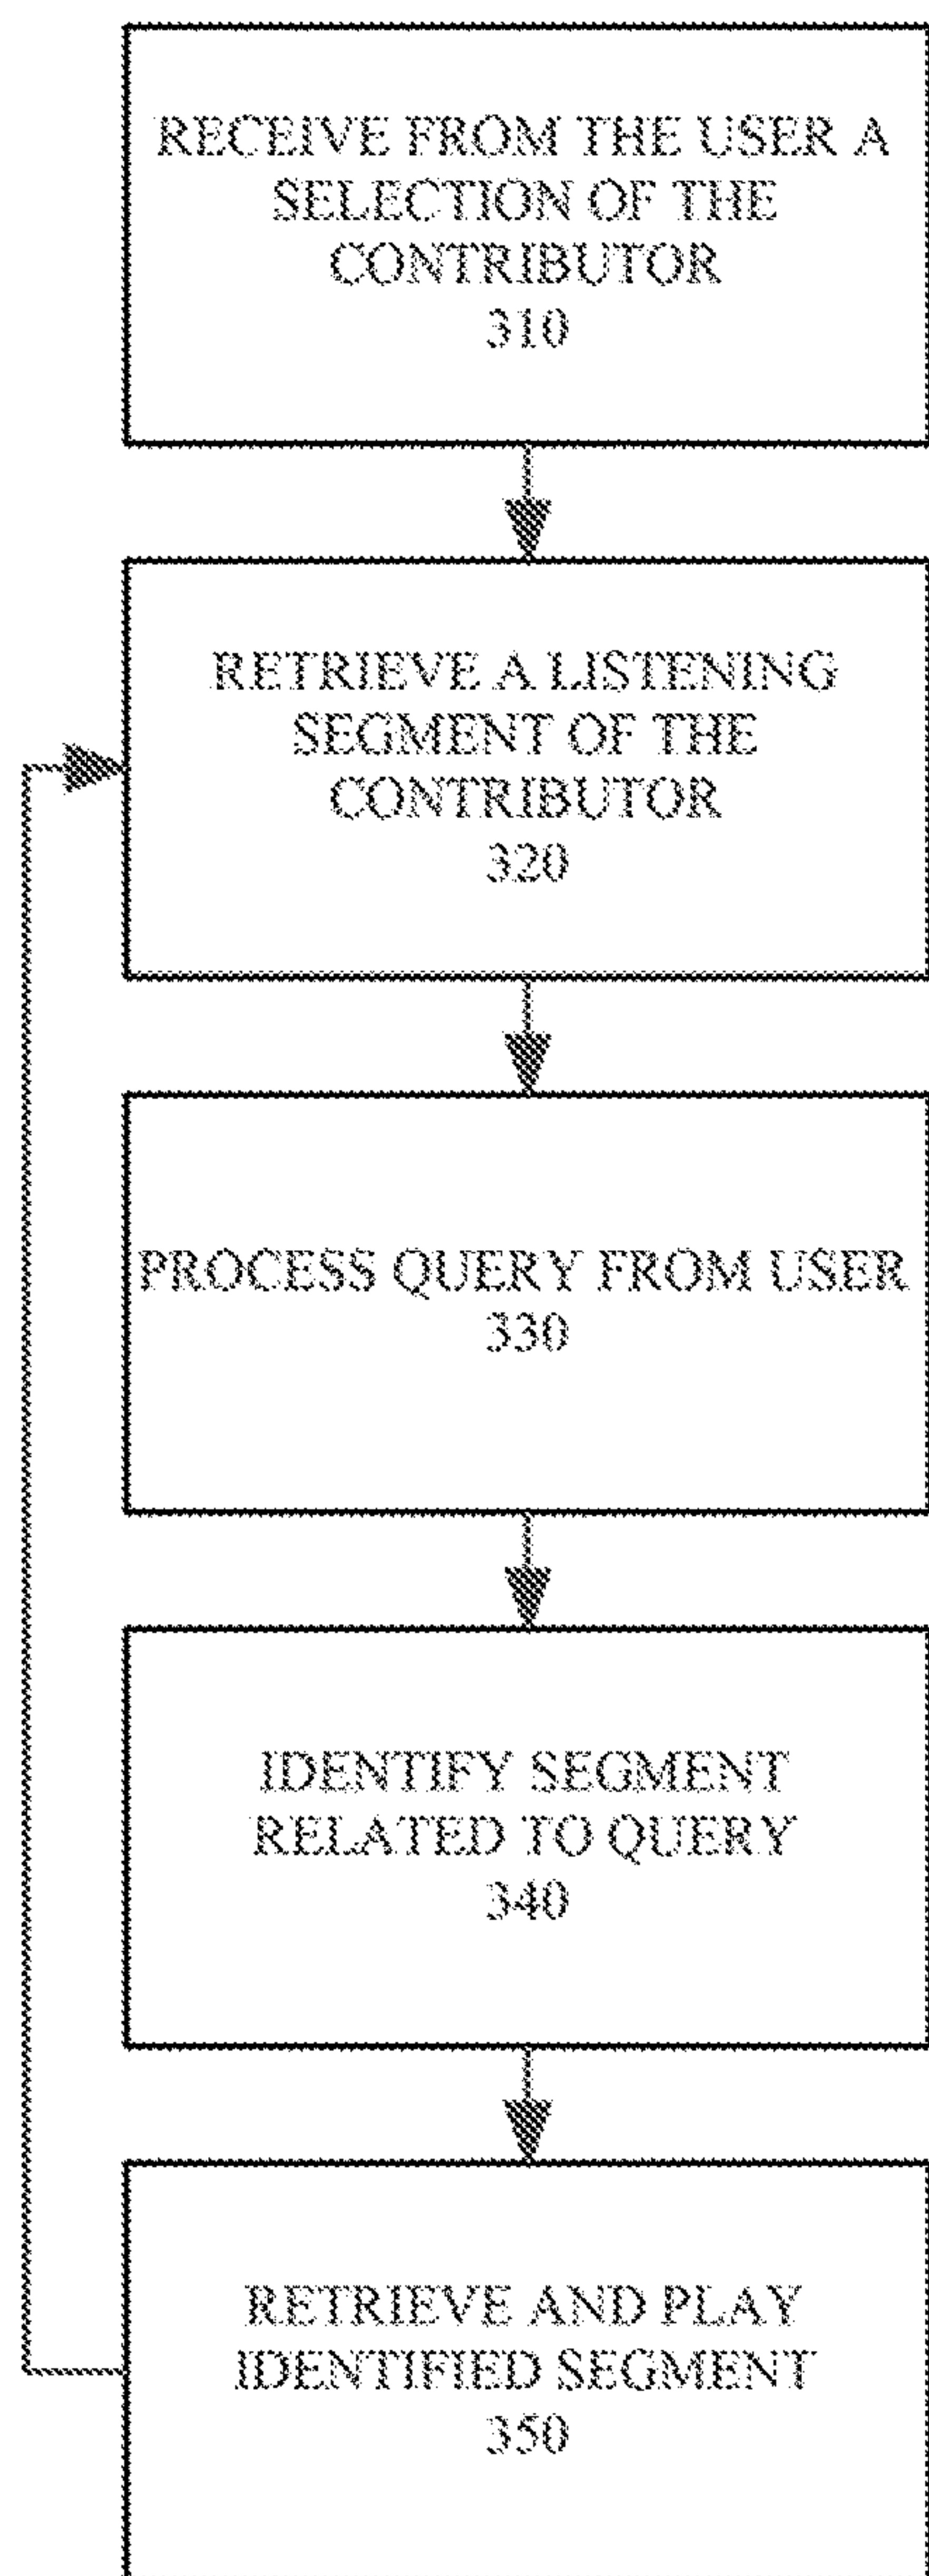 RECEIVE FROM THE USER A
SELECTION OF THE
CONTRIBUTOR
310
RETRIEVE A LISTENING
SEGMENT OF THE
CONTRIBUTOR
320
PROCESS QUERY FROM USER
330
IDENTIFY SEGMENT
RELATED TO QUERY
340
RETRIEVE AND PLAY
IDENTIFIED SEGMENT
350